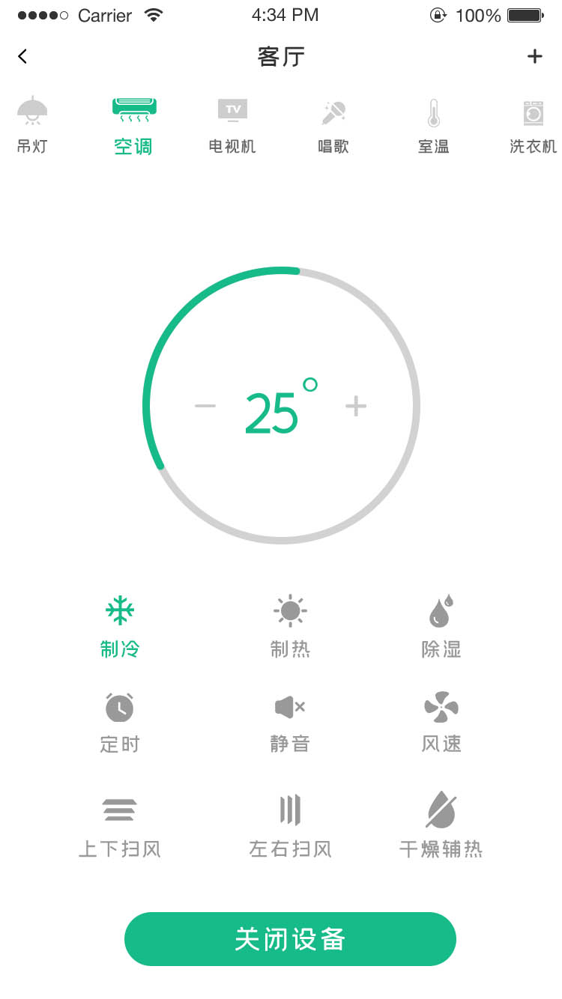 Carrier 4:34 PM 100%
客厅
TV
吊灯 空调 电视机 唱歌 室温 洗衣机
− 25° +
制冷 制热 除湿
定时 静音 风速
上下扫风 左右扫风 干燥辅热
关闭设备